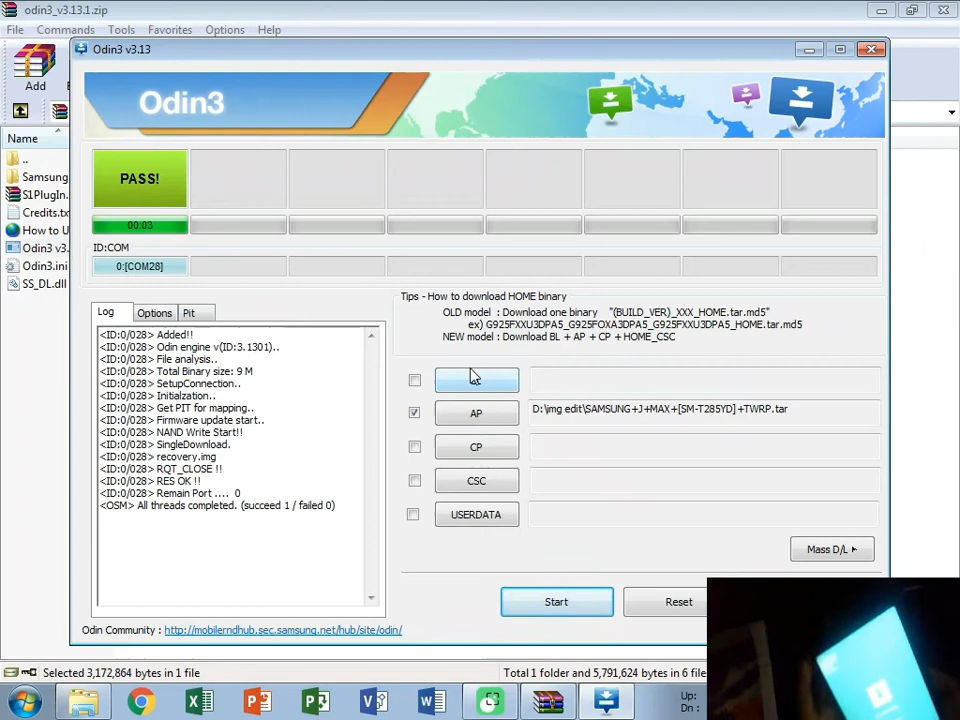 odin3_v3.13.1.zip
File Commands Tools Favorites Options Help
Odin3 v3.13
Add
Odin3
Name
..
Samsung
S1PlugIn.
Credits.tx
How to U
Odin3 v3.
Odin3.ini
SS_DL.dll
PASS!
00:03
ID:COM
0:[COM28]
Log Options Pit
<ID:0/028> Added!!
<ID:0/028> Odin engine v(ID:3.1301)..
<ID:0/028> File analysis..
<ID:0/028> Total Binary size: 9 M
<ID:0/028> SetupConnection..
<ID:0/028> Initialzation..
<ID:0/028> Get PIT for mapping..
<ID:0/028> Firmware update start..
<ID:0/028> NAND Write Start!!
<ID:0/028> SingleDownload.
<ID:0/028> recovery.img
<ID:0/028> RQT_CLOSE !!
<ID:0/028> RES OK !!
<ID:0/028> Remain Port .... 0
<OSM> All threads completed. (succeed 1 / failed 0)
Tips - How to download HOME binary
OLD model : Download one binary "(BUILD_VER)_XXX_HOME.tar.md5"
ex) G925FXXU3DPA5_G925FOXA3DPA5_G925FXXU3DPA5_HOME.tar.md5
NEW model : Download BL + AP + CP + HOME_CSC
AP D:\img edit\SAMSUNG+J+MAX+[SM-T285YD]+TWRP.tar
CP
CSC
USERDATA
Mass D/L
Start Reset
Odin Community : http://mobilerndhub.sec.samsung.net/hub/site/odin/
Selected 3,172,864 bytes in 1 file Total 1 folder and 5,791,624 bytes in 6 file
Up:
Dn :